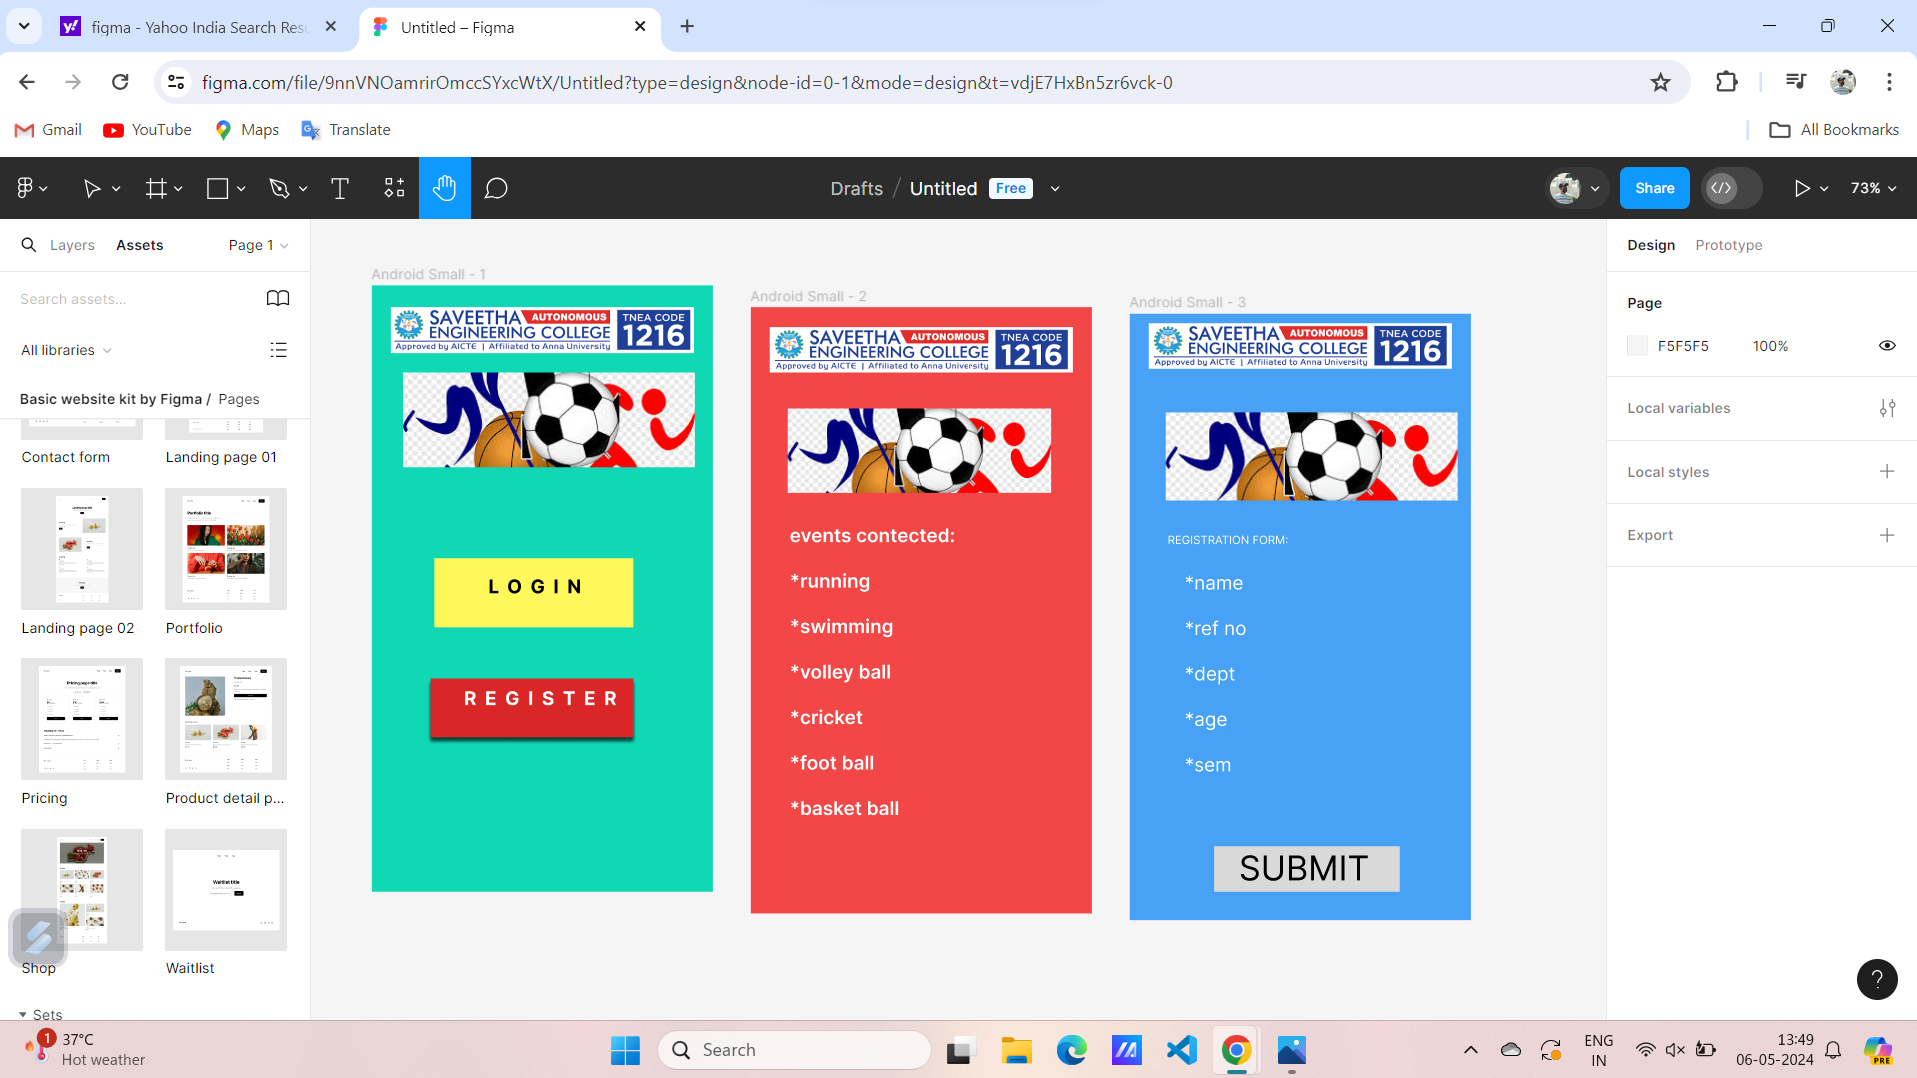 figma - Yahoo India Search Resu
Untitled – Figma
figma.com/file/9nnVNOamrirOmccSYxcWtX/Untitled?type=design&node-id=0-1&mode=design&t=vdjE7HxBn5zr6vck-0
Gmail
YouTube
Maps
Translate
All Bookmarks
Drafts / Untitled Free
Share
73%
Layers
Assets
Page 1
Search assets...
All libraries
Basic website kit by Figma / Pages
Contact form
Landing page 01
Landing page 02
Portfolio
Pricing
Product detail p...
Shop
Waitlist
Sets
Android Small - 1
SAVEETHA AUTONOMOUS
ENGINEERING COLLEGE
Approved by AICTE | Affiliated to Anna University
TNEA CODE
1216
LOGIN
REGISTER
Android Small - 2
SAVEETHA AUTONOMOUS
ENGINEERING COLLEGE
Approved by AICTE | Affiliated to Anna University
TNEA CODE
1216
events contected:
*running
*swimming
*volley ball
*cricket
*foot ball
*basket ball
Android Small - 3
SAVEETHA AUTONOMOUS
ENGINEERING COLLEGE
Approved by AICTE | Affiliated to Anna University
TNEA CODE
1216
REGISTRATION FORM:
*name
*ref no
*dept
*age
*sem
SUBMIT
Design
Prototype
Page
F5F5F5 100%
Local variables
Local styles
Export
?
1
37°C
Hot weather
Search
ENG
IN
13:49
06-05-2024
PRE